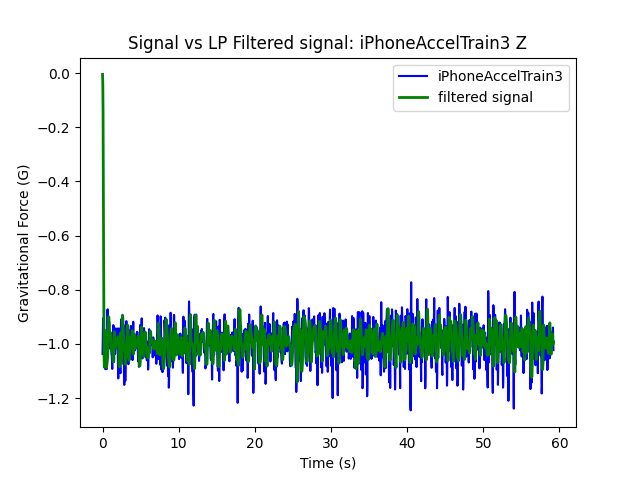 Signal vs LP Filtered signal: iPhoneAccelTrain3 Z
iPhoneAccelTrain3
filtered signal
Gravitational Force (G)
0.0
−0.2
−0.4
−0.6
−0.8
−1.0
−1.2
0 10 20 30 40 50 60
Time (s)